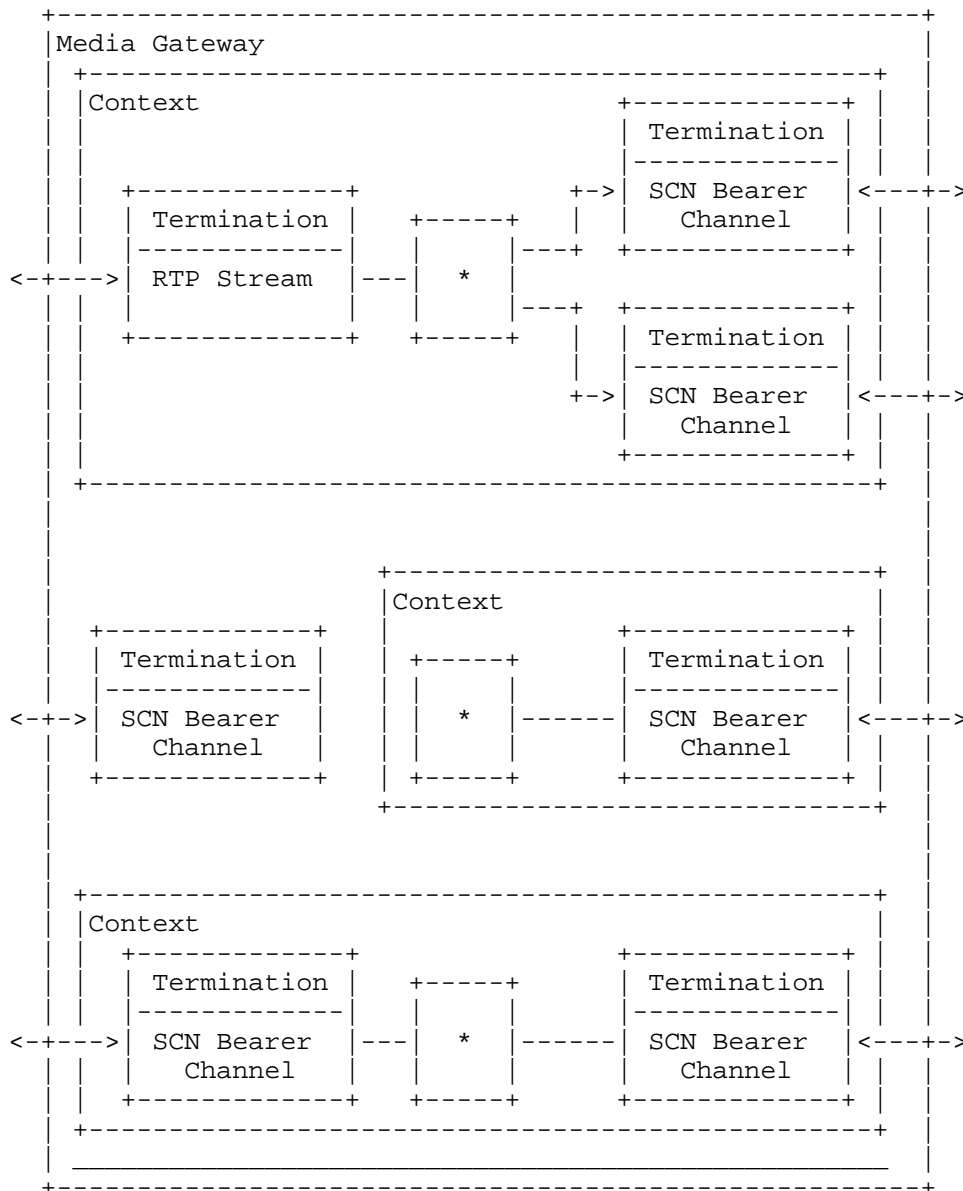 Media Gateway
Context
Termination
SCN Bearer
Channel
Termination
RTP Stream
*
Termination
SCN Bearer
Channel
Context
Termination
SCN Bearer
Channel
*
Termination
SCN Bearer
Channel
Context
Termination
SCN Bearer
Channel
*
Termination
SCN Bearer
Channel